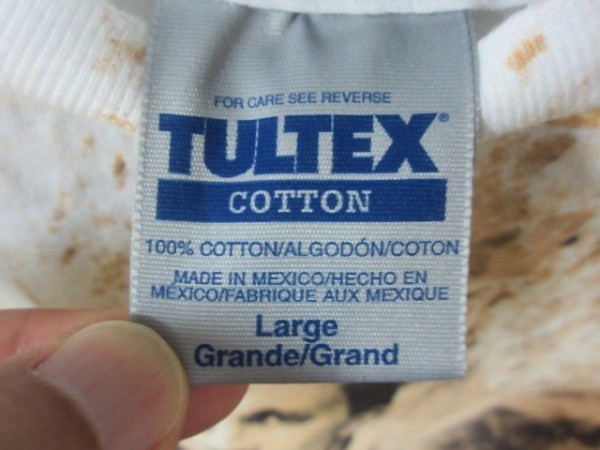 FOR CARE SEE REVERSE
TULTEX®
COTTON
100% COTTON/ALGODÓN/COTON
MADE IN MEXICO/HECHO EN
MÉXICO/FABRIQUE AUX MEXIQUE
Large
Grande/Grand